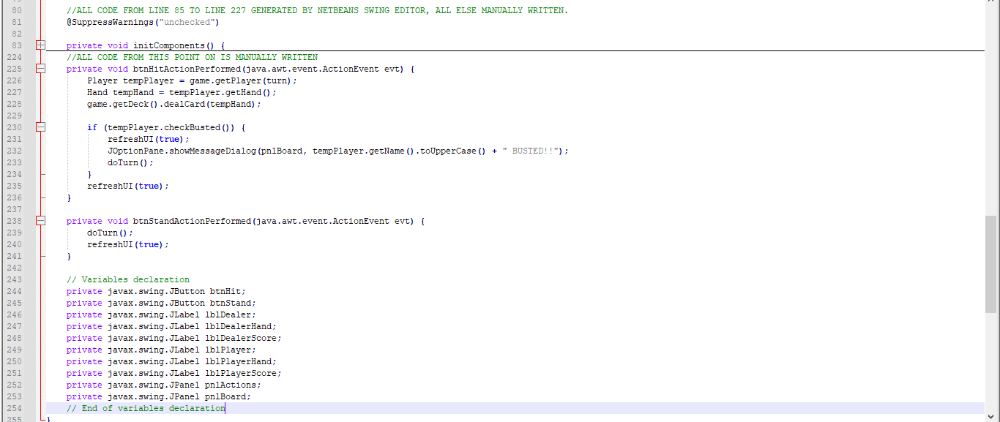 80 //ALL CODE FROM LINE 85 TO LINE 227 GENERATED BY NETBEANS SWING EDITOR, ALL ELSE MANUALLY WRITTEN.
81 @SuppressWarnings("unchecked")
82
83 private void initComponents() {
224 //ALL CODE FROM THIS POINT ON IS MANUALLY WRITTEN
225 private void btnHitActionPerformed(java.awt.event.ActionEvent evt) {
226 Player tempPlayer = game.getPlayer(turn);
227 Hand tempHand = tempPlayer.getHand();
228 game.getDeck().dealCard(tempHand);
229
230 if (tempPlayer.checkBusted()) {
231 refreshUI(true);
232 JOptionPane.showMessageDialog(pnlBoard, tempPlayer.getName().toUpperCase() + " BUSTED!!");
233 doTurn();
234 }
235 refreshUI(true);
236 }
237
238 private void btnStandActionPerformed(java.awt.event.ActionEvent evt) {
239 doTurn();
240 refreshUI(true);
241 }
242
243 // Variables declaration
244 private javax.swing.JButton btnHit;
245 private javax.swing.JButton btnStand;
246 private javax.swing.JLabel lblDealer;
247 private javax.swing.JLabel lblDealerHand;
248 private javax.swing.JLabel lblDealerScore;
249 private javax.swing.JLabel lblPlayer;
250 private javax.swing.JLabel lblPlayerHand;
251 private javax.swing.JLabel lblPlayerScore;
252 private javax.swing.JPanel pnlActions;
253 private javax.swing.JPanel pnlBoard;
254 // End of variables declaration
255 }